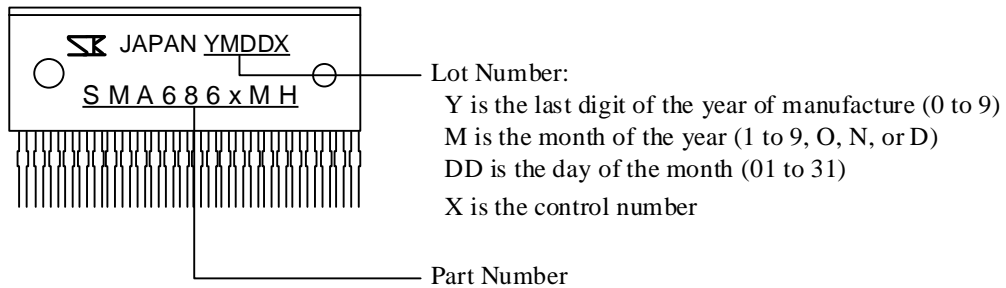 SK JAPAN YMDDX
SMA686xMH
Lot Number:
Y is the last digit of the year of manufacture (0 to 9)
M is the month of the year (1 to 9, O, N, or D)
DD is the day of the month (01 to 31)
X is the control number
Part Number